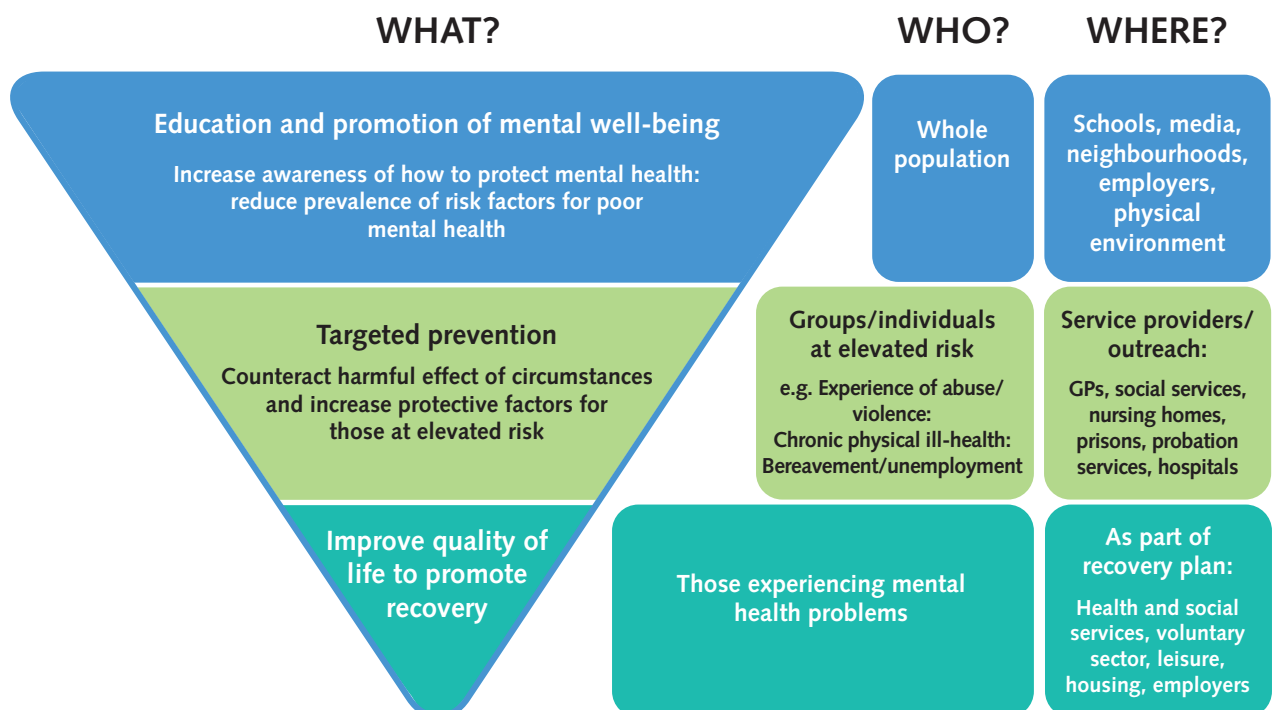 WHAT?
WHO?
WHERE?
Education and promotion of mental well-being
Increase awareness of how to protect mental health:
reduce prevalence of risk factors for poor
mental health
Whole
population
Schools, media,
neighbourhoods,
employers,
physical
environment
Targeted prevention
Counteract harmful effect of circumstances
and increase protective factors for
those at elevated risk
Groups/individuals
at elevated risk
e.g. Experience of abuse/
violence:
Chronic physical ill-health:
Bereavement/unemployment
Service providers/
outreach:
GPs, social services,
nursing homes,
prisons, probation
services, hospitals
Improve quality of
life to promote
recovery
Those experiencing mental
health problems
As part of
recovery plan:
Health and social
services, voluntary
sector, leisure,
housing, employers